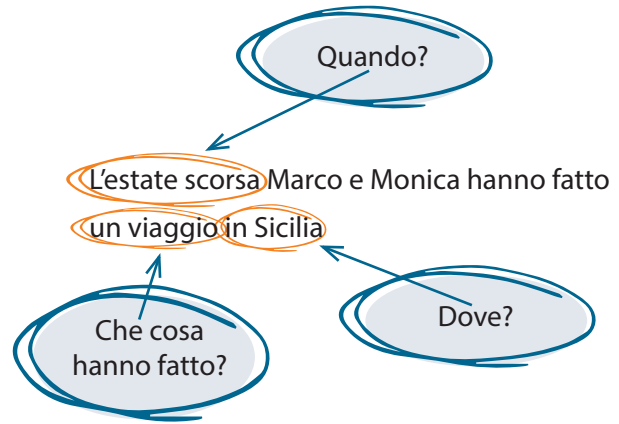 Quando?
L'estate scorsa Marco e Monica hanno fatto
un viaggio in Sicilia
Che cosa
hanno fatto?
Dove?